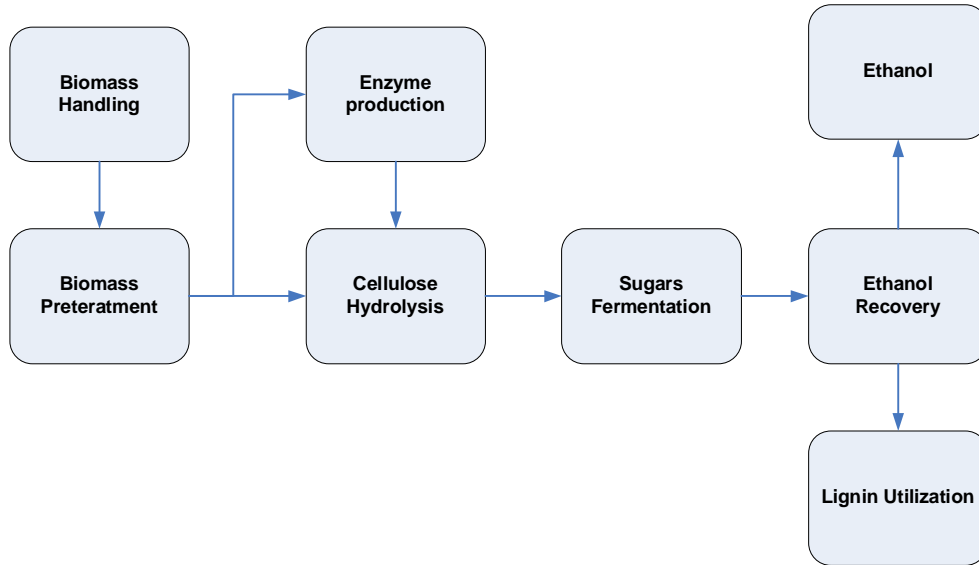 Biomass
Handling
Enzyme
production
Ethanol
Biomass
Preteratment
Cellulose
Hydrolysis
Sugars
Fermentation
Ethanol
Recovery
Lignin Utilization